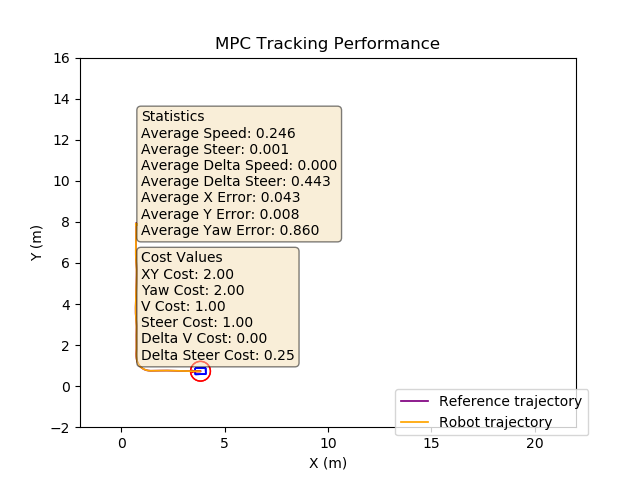 MPC Tracking Performance
16
14
12
10
8
6
4
2
0
−2
Y (m)
Statistics
Average Speed: 0.246
Average Steer: 0.001
Average Delta Speed: 0.000
Average Delta Steer: 0.443
Average X Error: 0.043
Average Y Error: 0.008
Average Yaw Error: 0.860
Cost Values
XY Cost: 2.00
Yaw Cost: 2.00
V Cost: 1.00
Steer Cost: 1.00
Delta V Cost: 0.00
Delta Steer Cost: 0.25
Reference trajectory
Robot trajectory
0 5 10 15 20
X (m)